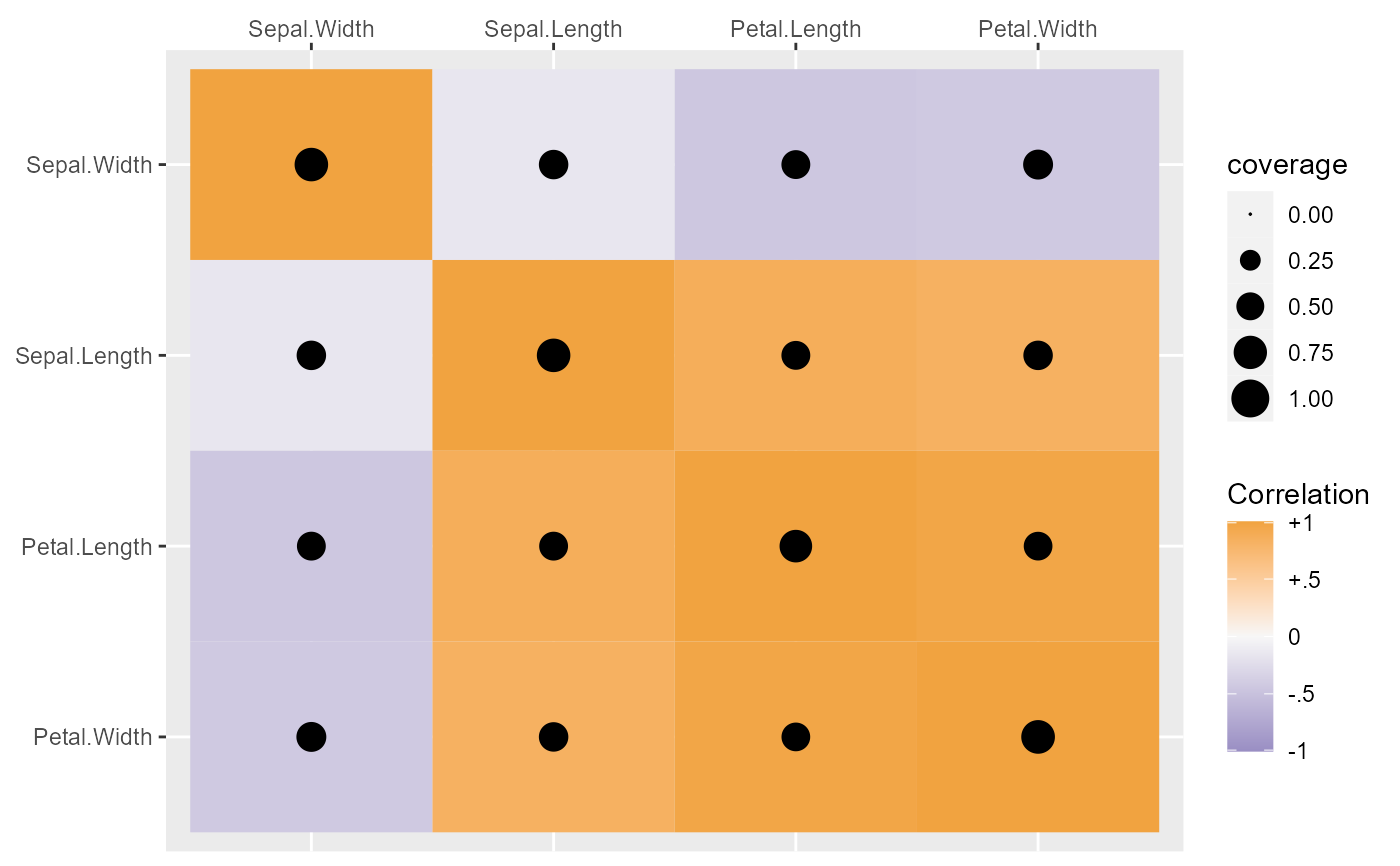 Sepal.Width Sepal.Length Petal.Length Petal.Width
Sepal.Width
Sepal.Length
Petal.Length
Petal.Width
coverage
0.00
0.25
0.50
0.75
1.00
Correlation
+1
+.5
0
-.5
-1